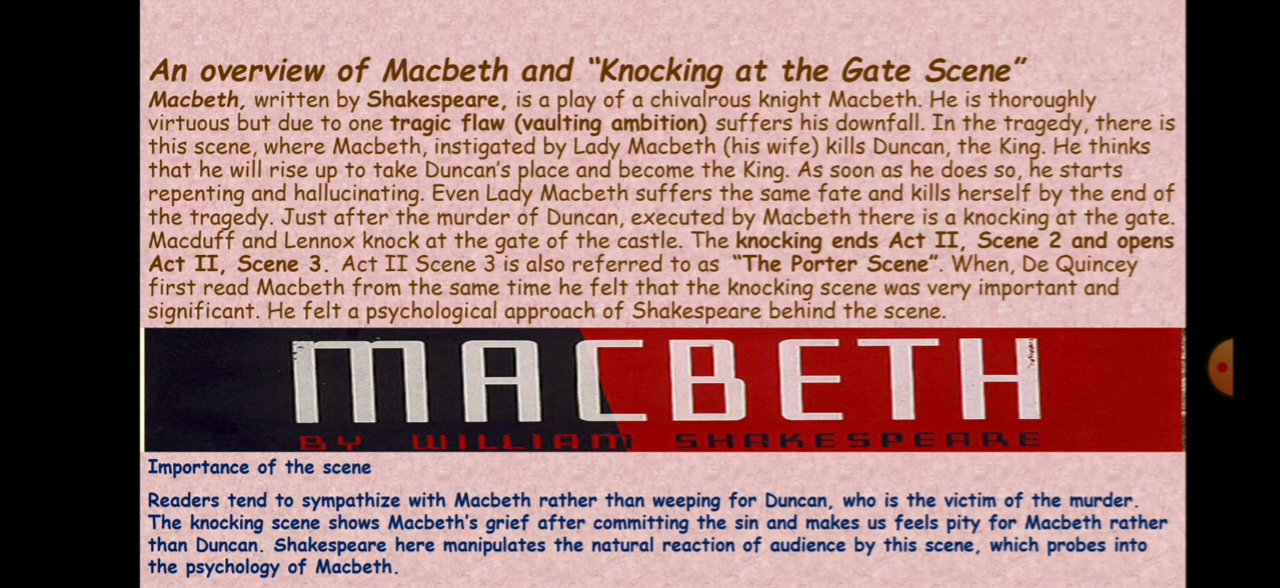 An overview of Macbeth and “Knocking at the Gate Scene”
Macbeth, written by Shakespeare, is a play of a chivalrous knight Macbeth. He is thoroughly
virtuous but due to one tragic flaw (vaulting ambition) suffers his downfall. In the tragedy, there is
this scene, where Macbeth, instigated by Lady Macbeth (his wife) kills Duncan, the King. He thinks
that he will rise up to take Duncan’s place and become the King. As soon as he does so, he starts
repenting and hallucinating. Even Lady Macbeth suffers the same fate and kills herself by the end of
the tragedy. Just after the murder of Duncan, executed by Macbeth there is a knocking at the gate.
Macduff and Lennox knock at the gate of the castle. The knocking ends Act II, Scene 2 and opens
Act II, Scene 3. Act II Scene 3 is also referred to as “The Porter Scene”. When, De Quincey
first read Macbeth from the same time he felt that the knocking scene was very important and
significant. He felt a psychological approach of Shakespeare behind the scene.
MACBETH
BY WILLIAM SHAKESPEARE
Importance of the scene
Readers tend to sympathize with Macbeth rather than weeping for Duncan, who is the victim of the murder.
The knocking scene shows Macbeth’s grief after committing the sin and makes us feels pity for Macbeth rather
than Duncan. Shakespeare here manipulates the natural reaction of audience by this scene, which probes into
the psychology of Macbeth.